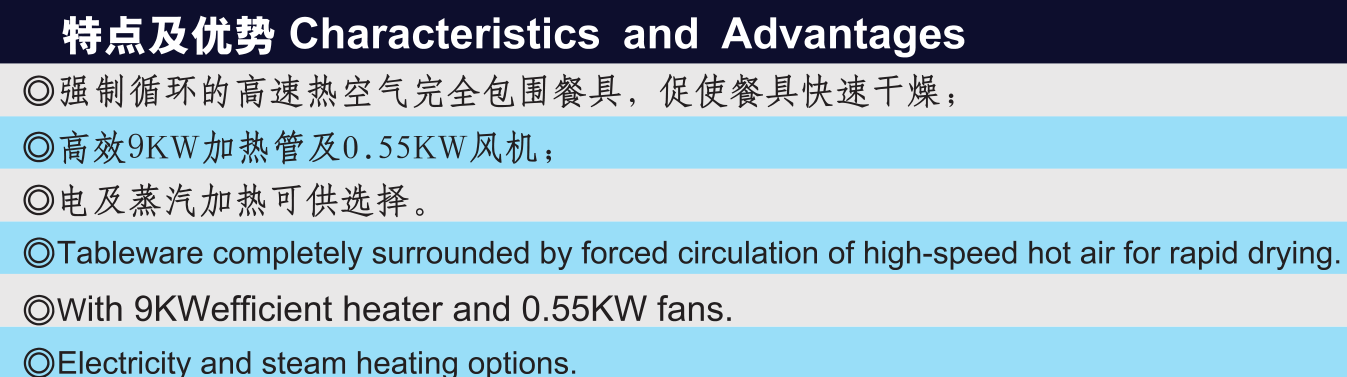 特点及优势 Characteristics and Advantages
◎强制循环的高速热空气完全包围餐具，促使餐具快速干燥；
◎高效9KW加热管及0.55KW风机；
◎电及蒸汽加热可供选择。
◎Tableware completely surrounded by forced circulation of high-speed hot air for rapid drying.
◎With 9KWefficient heater and 0.55KW fans.
◎Electricity and steam heating options.